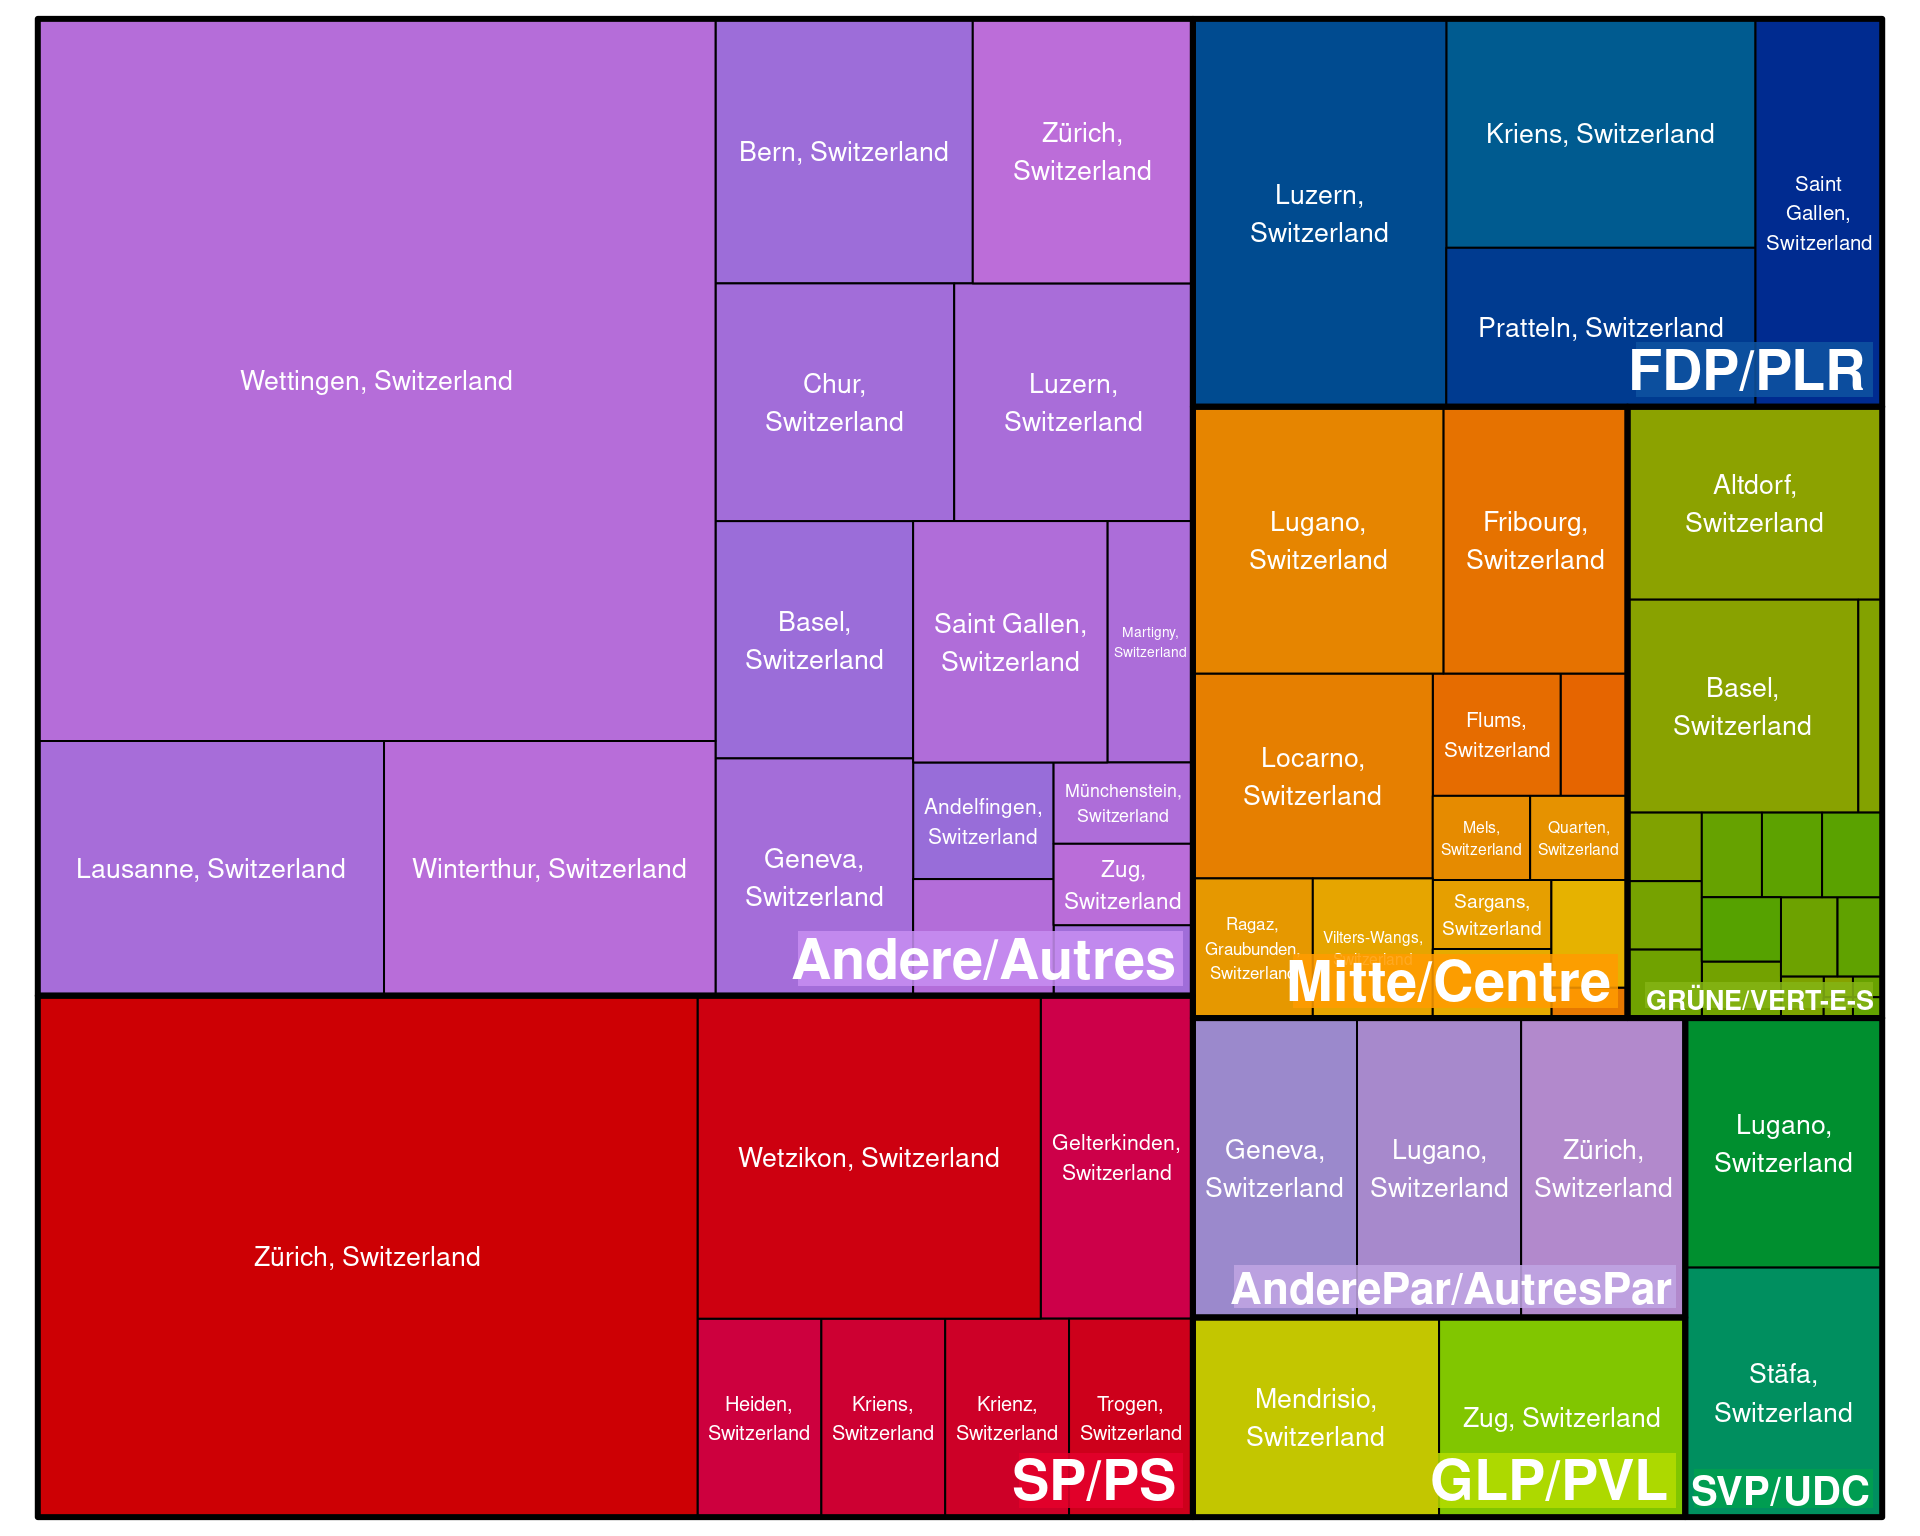 Wettingen, Switzerland
Bern, Switzerland
Zürich,
Switzerland
Chur,
Switzerland
Luzern,
Switzerland
Basel,
Switzerland
Saint Gallen,
Switzerland
Martigny,
Switzerland
Lausanne, Switzerland
Winterthur, Switzerland
Geneva,
Switzerland
Andelfingen,
Switzerland
Münchenstein,
Switzerland
Zug,
Switzerland
Andere/Autres
Luzern,
Switzerland
Kriens, Switzerland
Saint
Gallen,
Switzerland
Pratteln, Switzerland
FDP/PLR
Lugano,
Switzerland
Fribourg,
Switzerland
Locarno,
Switzerland
Flums,
Switzerland
Mels,
Switzerland
Quarten,
Switzerland
Ragaz,
Graubunden,
Switzerland
Vilters-Wangs,
Switzerland
Sargans,
Switzerland
Mitte/Centre
Altdorf,
Switzerland
Basel,
Switzerland
GRÜNE/VERT-E-S
Zürich, Switzerland
Wetzikon, Switzerland
Gelterkinden,
Switzerland
Heiden,
Switzerland
Kriens,
Switzerland
Krienz,
Switzerland
Trogen,
Switzerland
SP/PS
Geneva,
Switzerland
Lugano,
Switzerland
Zürich,
Switzerland
AnderePar/AutresPar
Mendrisio,
Switzerland
Zug, Switzerland
GLP/PVL
Lugano,
Switzerland
Stäfa,
Switzerland
SVP/UDC